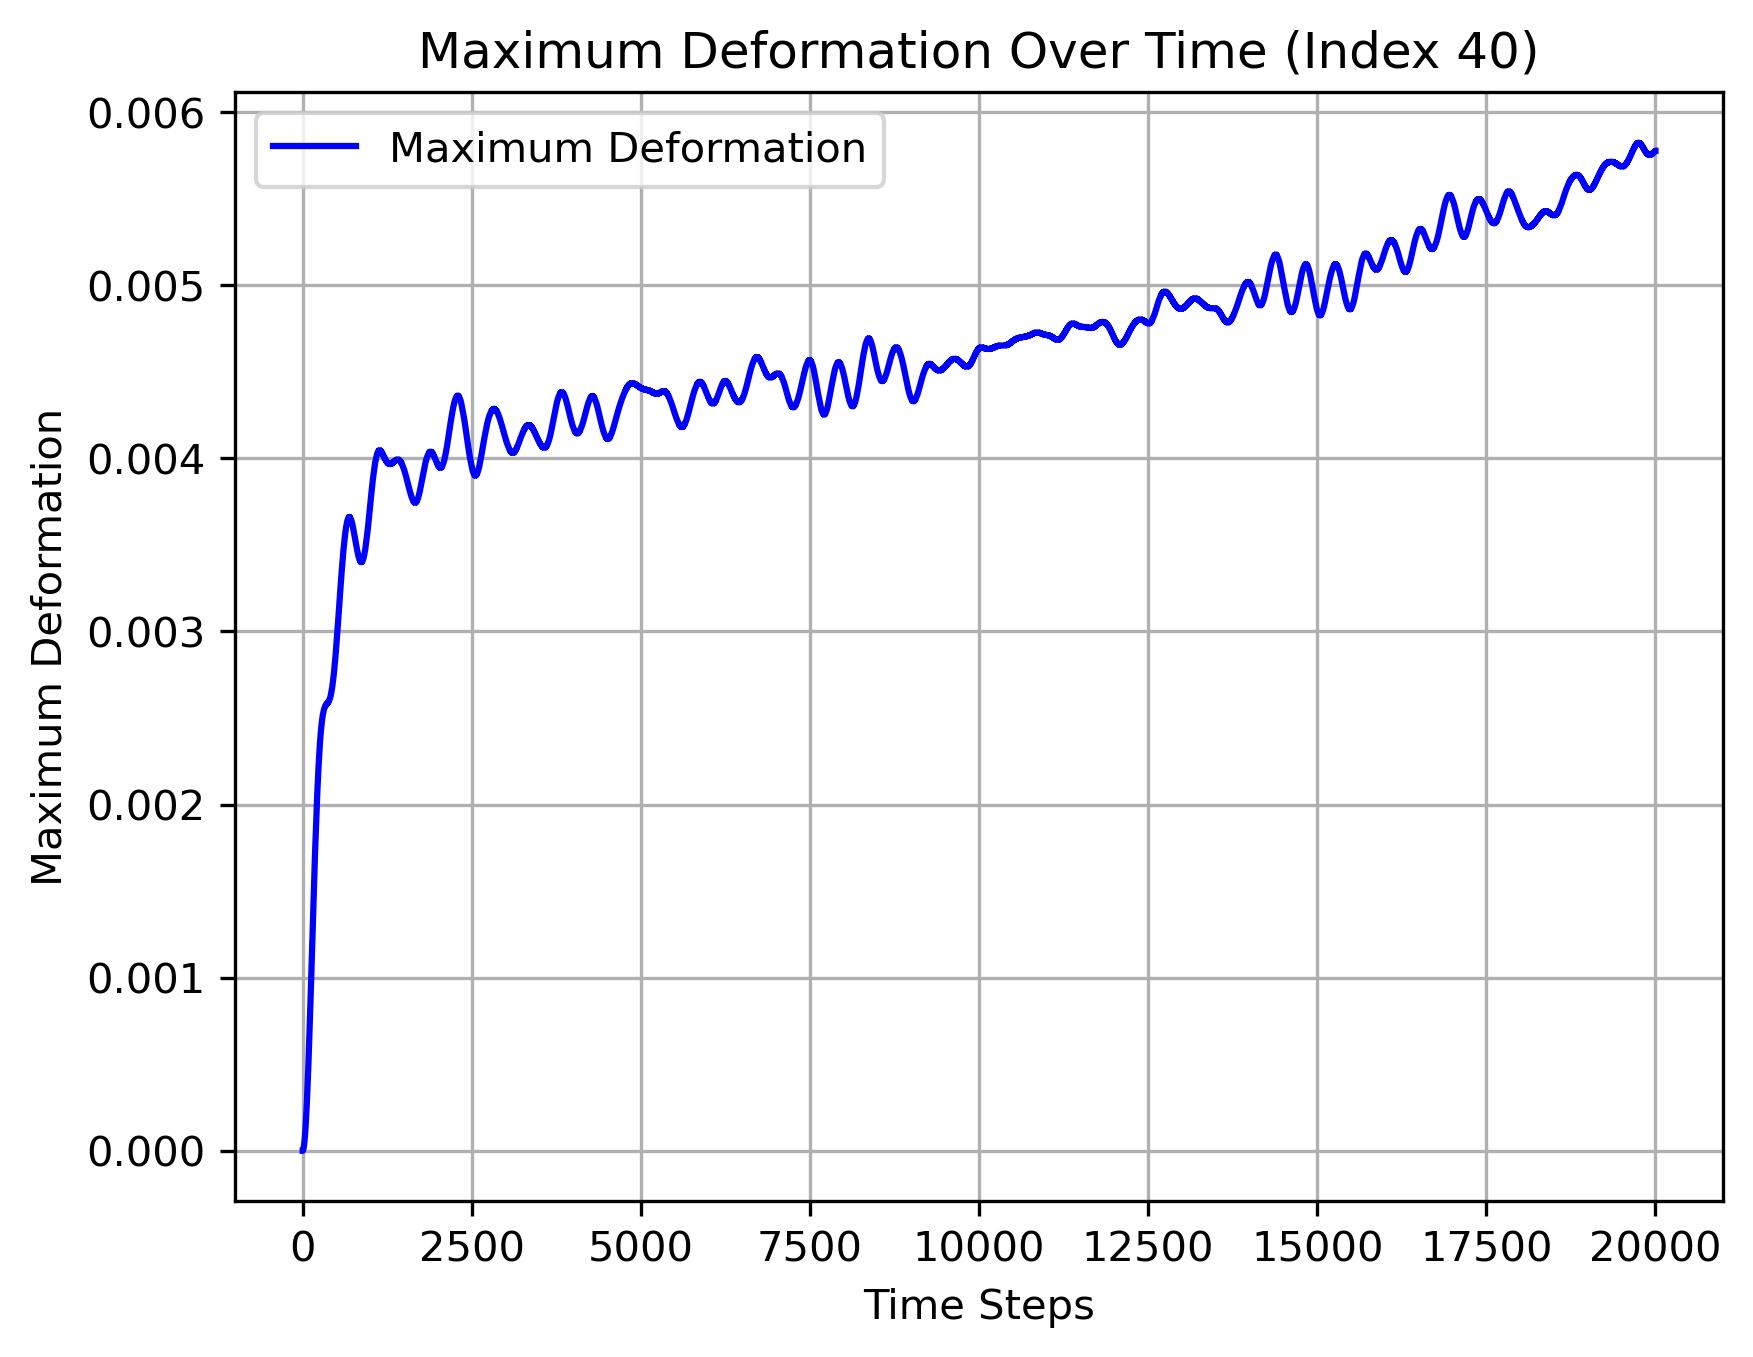 Maximum Deformation Over Time (Index 40)
Maximum Deformation
0.006
0.005
0.004
0.003
0.002
0.001
0.000
Maximum Deformation
0 2500 5000 7500 10000 12500 15000 17500 20000
Time Steps